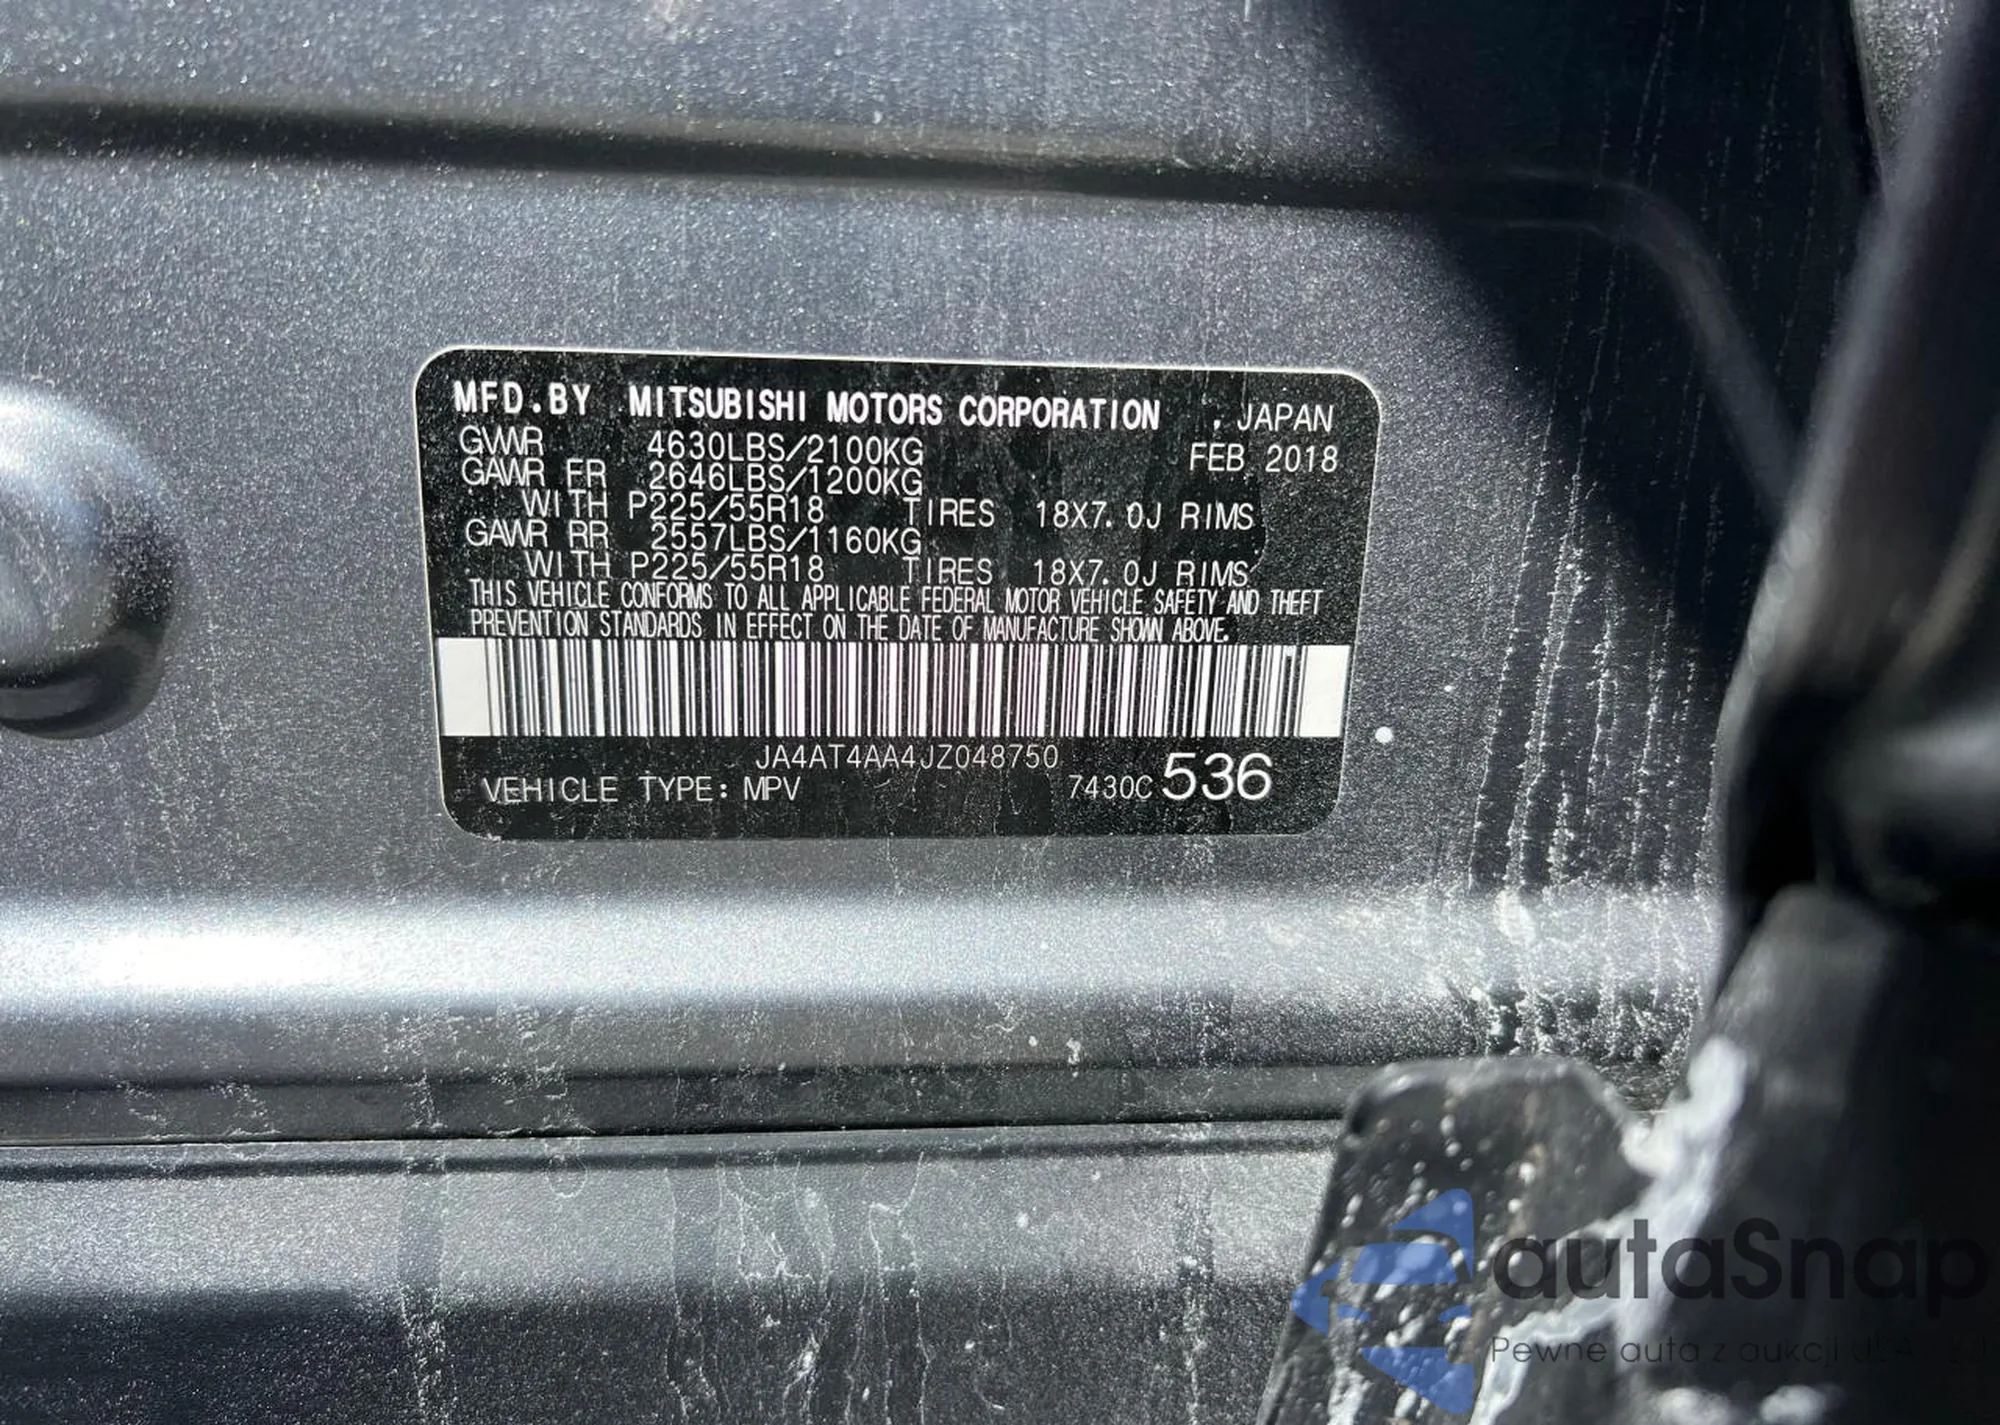 MFD.BY MITSUBISHI MOTORS CORPORATION , JAPAN
GVWR 4630LBS/2100KG FEB, 2018
GAWR FR 2646LBS/1200KG
WITH P225/55R18 TIRES 18X7.0J RIMS
GAWR RR 2557LBS/1160KG
WITH P225/55R18 TIRES 18X7.0J RIMS
THIS VEHICLE CONFORMS TO ALL APPLICABLE FEDERAL MOTOR VEHICLE SAFETY AND THEFT
PREVENTION STANDARDS IN EFFECT ON THE DATE OF MANUFACTURE SHOWN ABOVE.
JA4AT4AA4JZ048750
VEHICLE TYPE: MPV 7430C 536
autaSnap
Pewne auta z aukcji